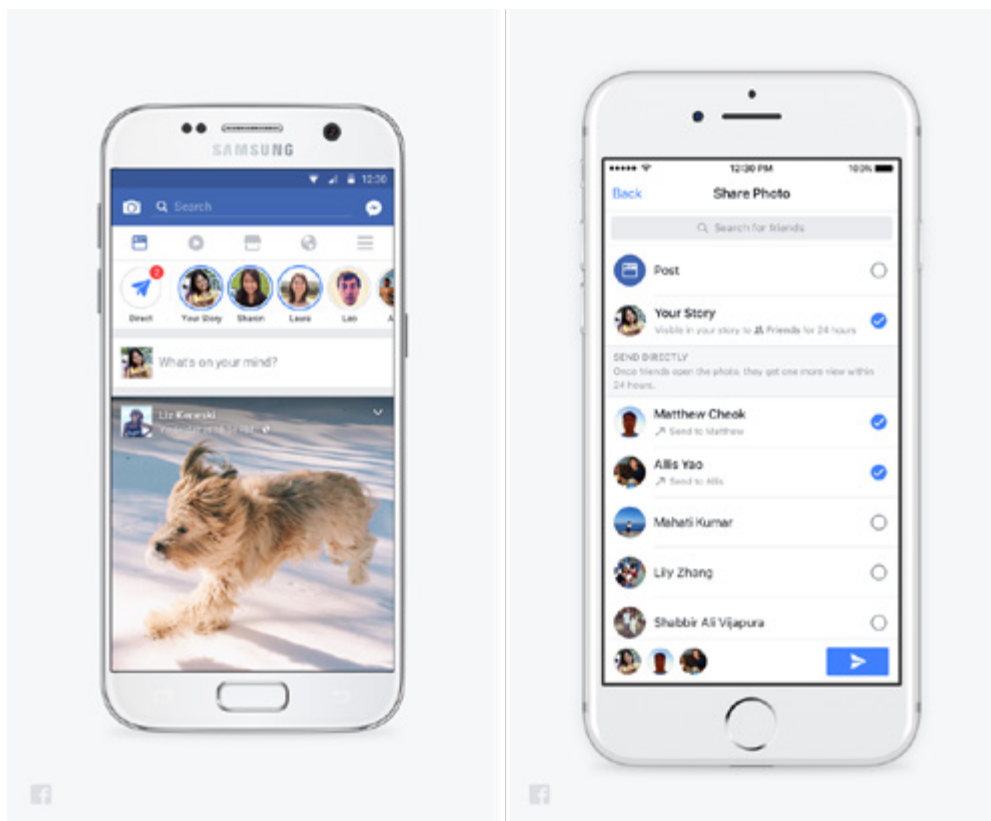 SAMSUNG
12:30
Search
2
Direct
Your Story
Sharon
Laura
Leo
A
What's on your mind?
12:30 PM
100%
Back
Share Photo
Search for friends
Post
Your Story
Visible in your story to Friends for 24 hours
SEND DIRECTLY
Once friends open the photo, they get one more view within
24 hours.
Matthew Cheok
Send to Matthew
Allis Yao
Send to Allis
Mahati Kumar
Lily Zhang
Shabbir Ali Vijapura